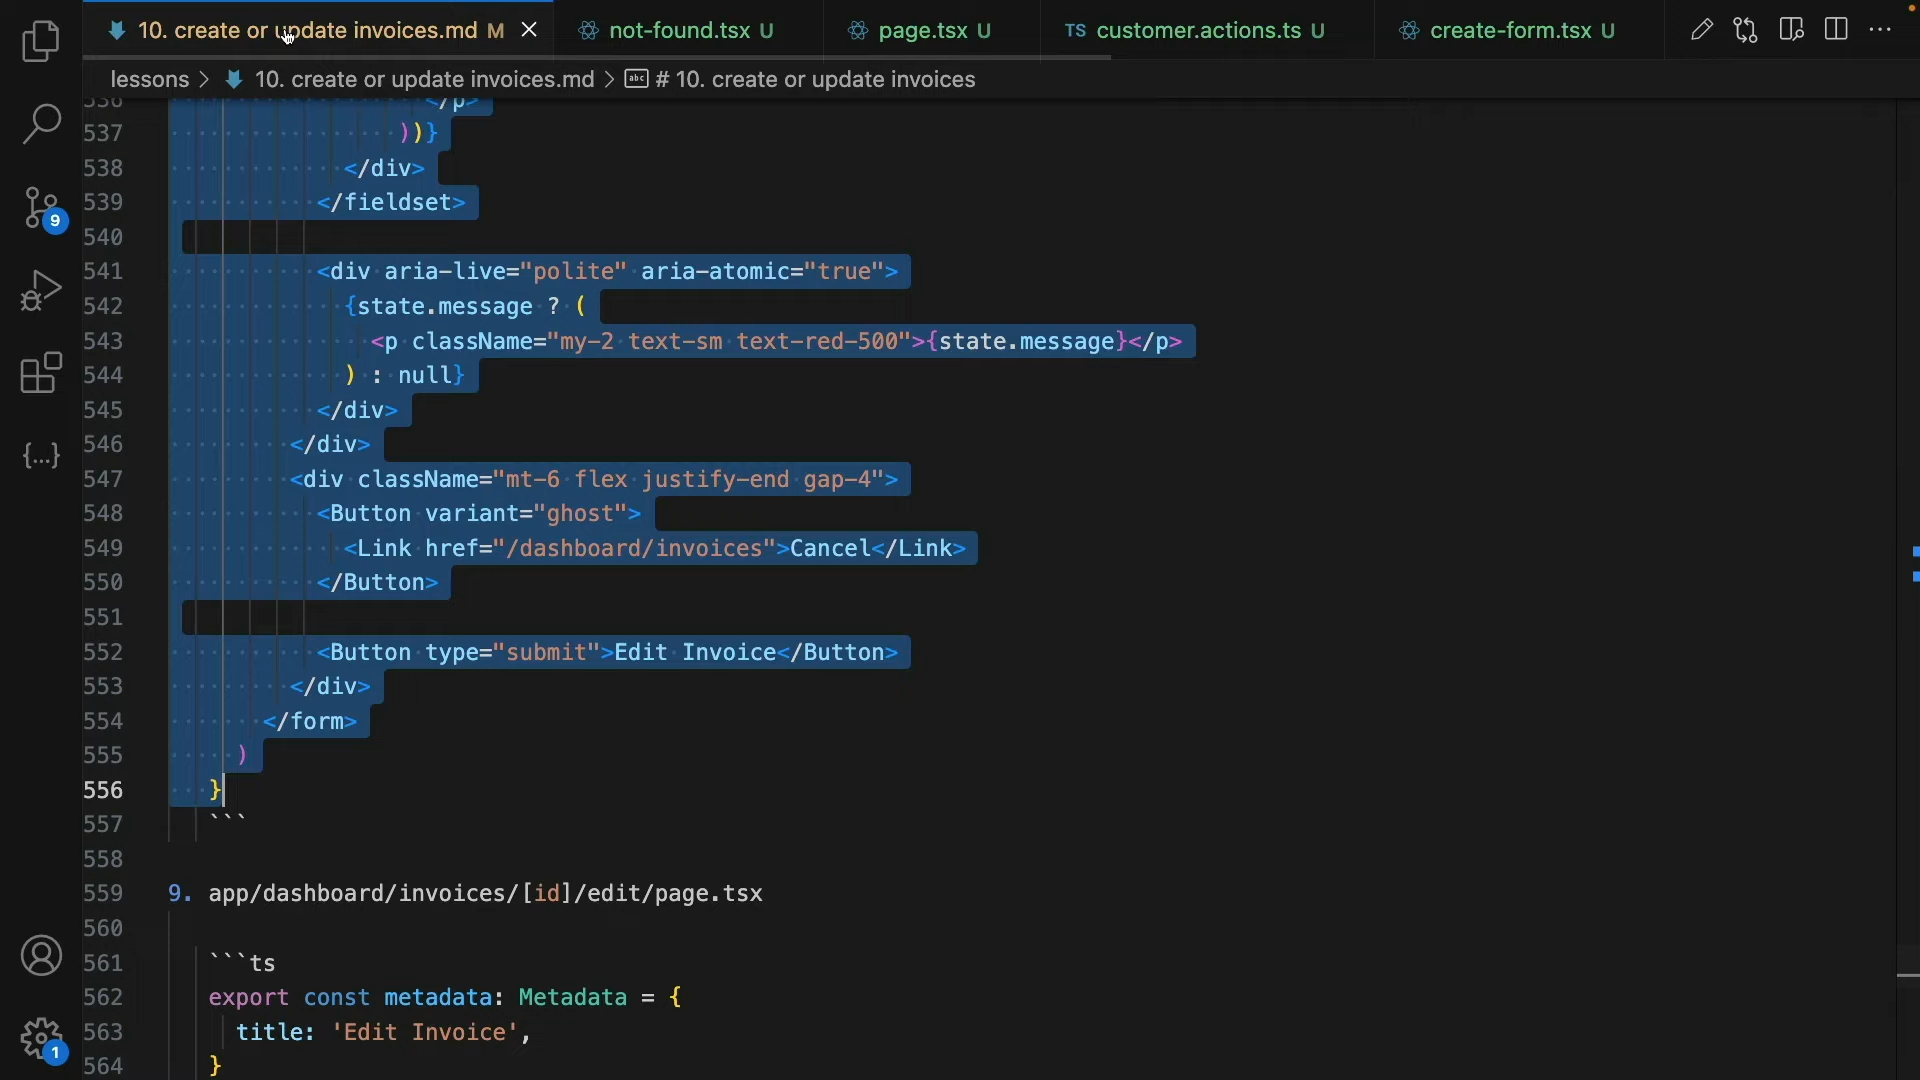 10. create or update invoices.md M
not-found.tsx U
page.tsx U
TS customer.actions.ts U
create-form.tsx U
lessons > 10. create or update invoices.md > abc # 10. create or update invoices
536 </p>
537 ))}
538 </div>
539 </fieldset>
540
541 <div aria-live="polite" aria-atomic="true">
542 {state.message ? (
543 <p className="my-2 text-sm text-red-500">{state.message}</p>
544 ) : null}
545 </div>
546 </div>
547 <div className="mt-6 flex justify-end gap-4">
548 <Button variant="ghost">
549 <Link href="/dashboard/invoices">Cancel</Link>
550 </Button>
551
552 <Button type="submit">Edit Invoice</Button>
553 </div>
554 </form>
555 )
556 }
557 ```
558
559 9. app/dashboard/invoices/[id]/edit/page.tsx
560
561 ```ts
562 export const metadata: Metadata = {
563 title: 'Edit Invoice',
564 }
9
1